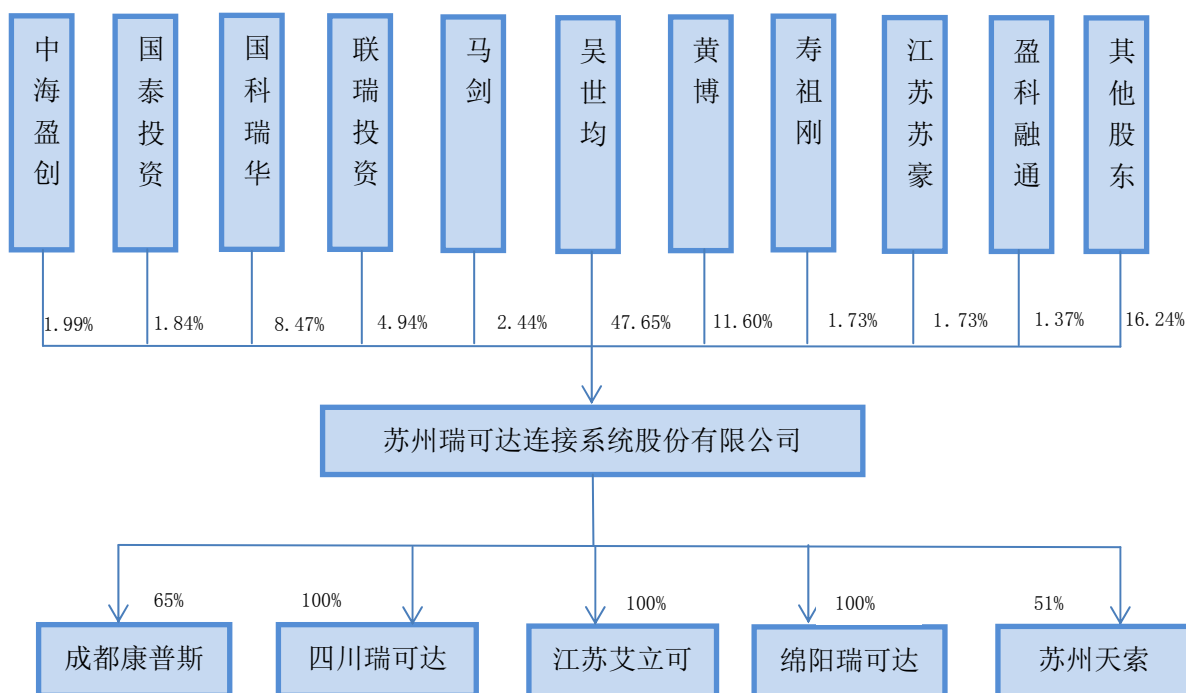 中海盈创
国泰投资
国科瑞华
联瑞投资
马剑
吴世均
黄博
寿祖刚
江苏苏豪
盈科融通
其他股东
1.99%
1.84%
8.47%
4.94%
2.44%
47.65%
11.60%
1.73%
1.73%
1.37%
16.24%
苏州瑞可达连接系统股份有限公司
65%
100%
100%
100%
51%
成都康普斯
四川瑞可达
江苏艾立可
绵阳瑞可达
苏州天索